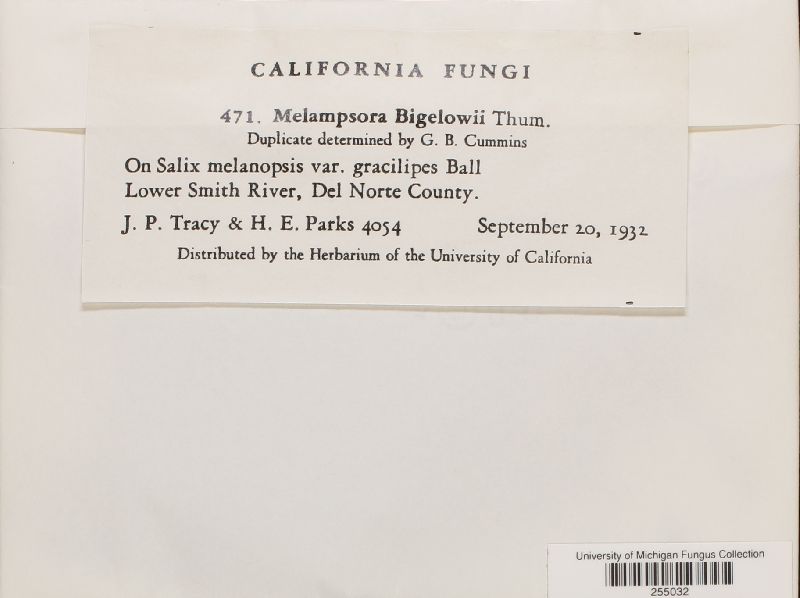 CALIFORNIA FUNGI
471. Melampsora Bigelowii Thum.
Duplicate determined by G. B. Cummins
On Salix melanopsis var. gracilipes Ball
Lower Smith River, Del Norte County.
J. P. Tracy & H. E. Parks 4054 September 20, 1932
Distributed by the Herbarium of the University of California
University of Michigan Fungus Collection
255032